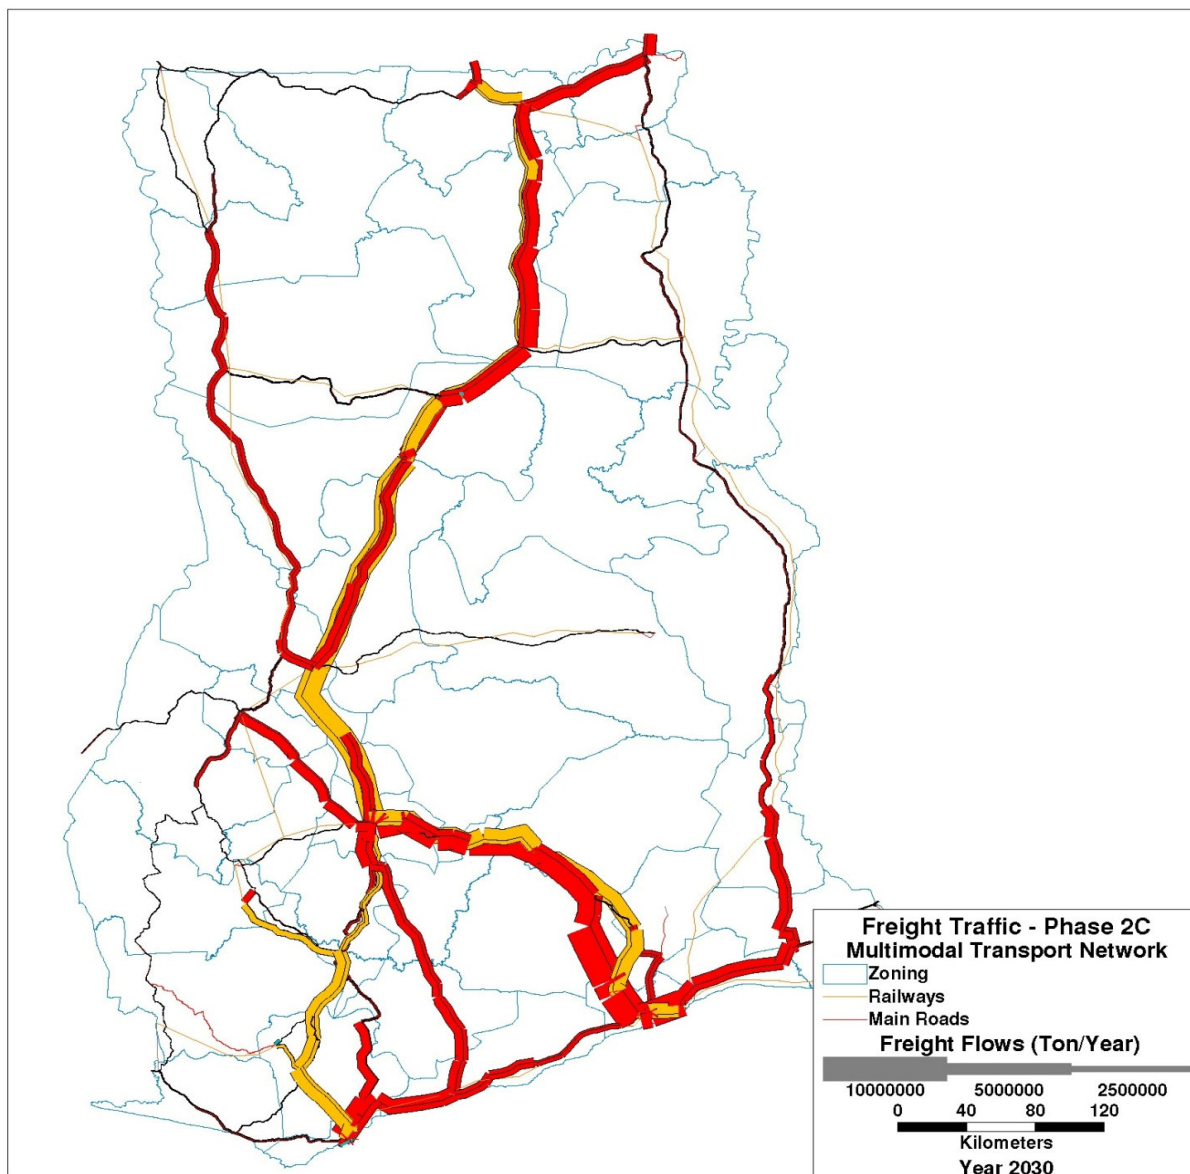 Freight Traffic - Phase 2C
Multimodal Transport Network
Zoning
Railways
Main Roads
Freight Flows (Ton/Year)
10000000 5000000 2500000
0 40 80 120
Kilometers
Year 2030